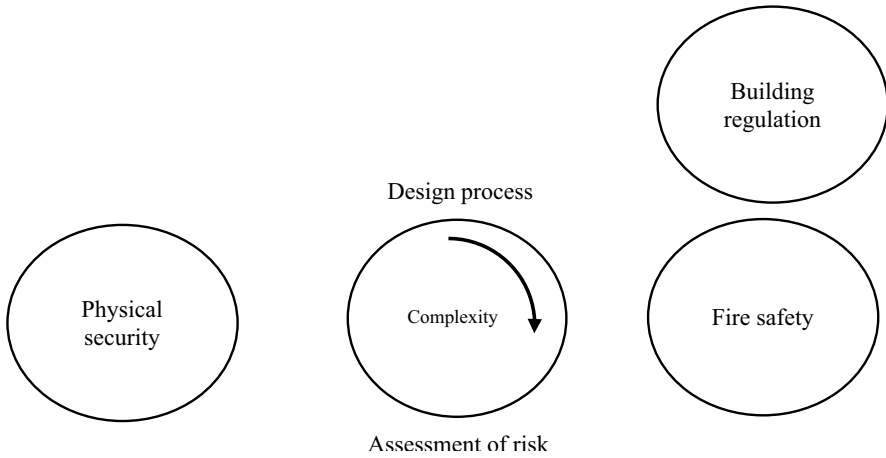 Building
regulation
Design process
Physical
security
Complexity
Fire safety
Assessment of risk